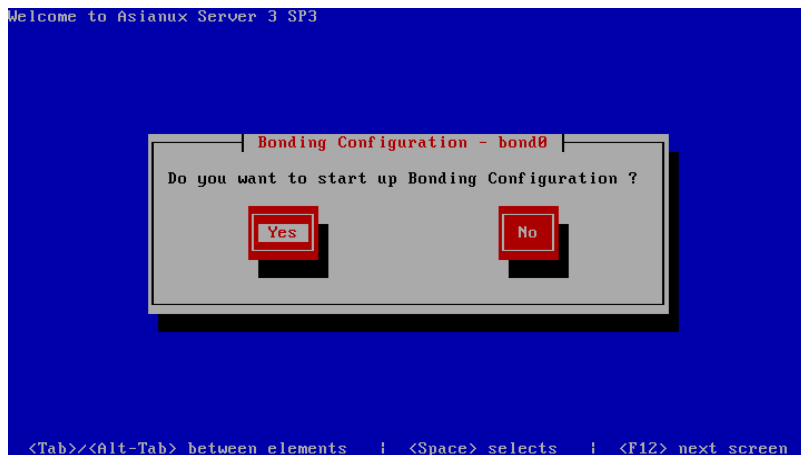 Welcome to Asianux Server 3 SP3
Bonding Configuration - bond0
Do you want to start up Bonding Configuration ?
Yes No
<Tab>/<Alt-Tab> between elements | <Space> selects | <F12> next screen